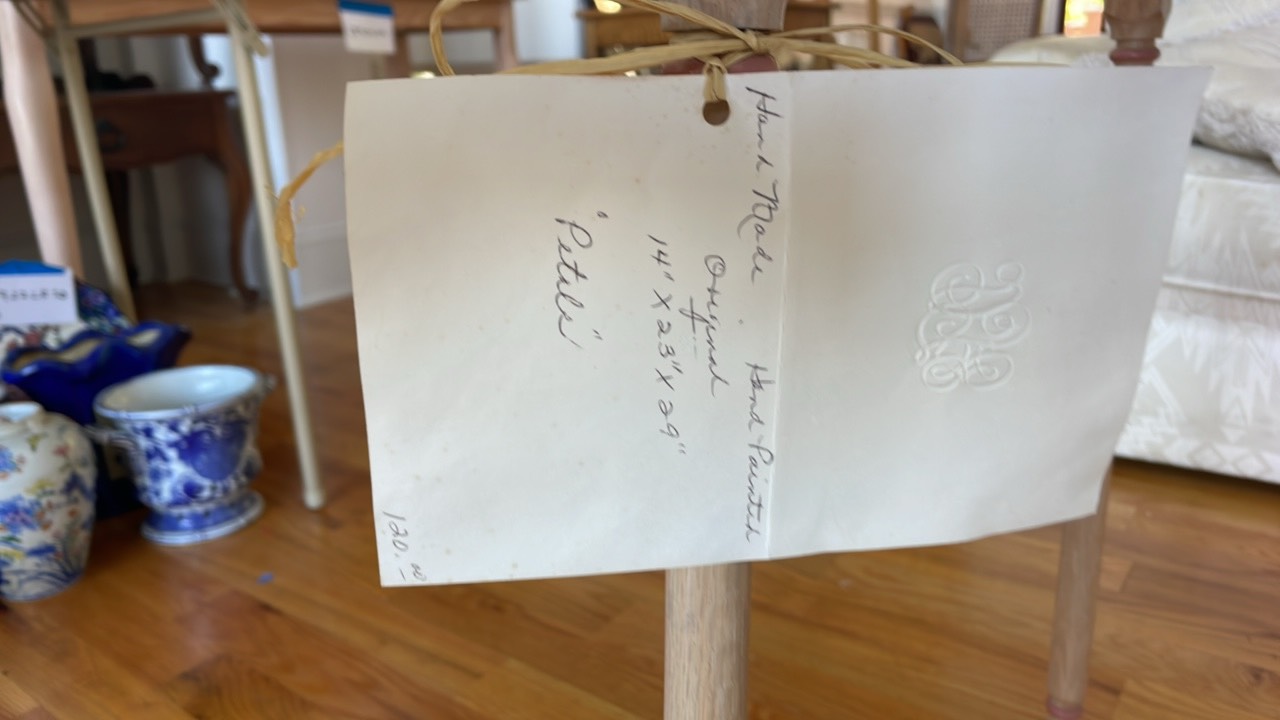 Hand Made Hand-Painted
Original
14" X 23" X 29"
"Petals"
120.00